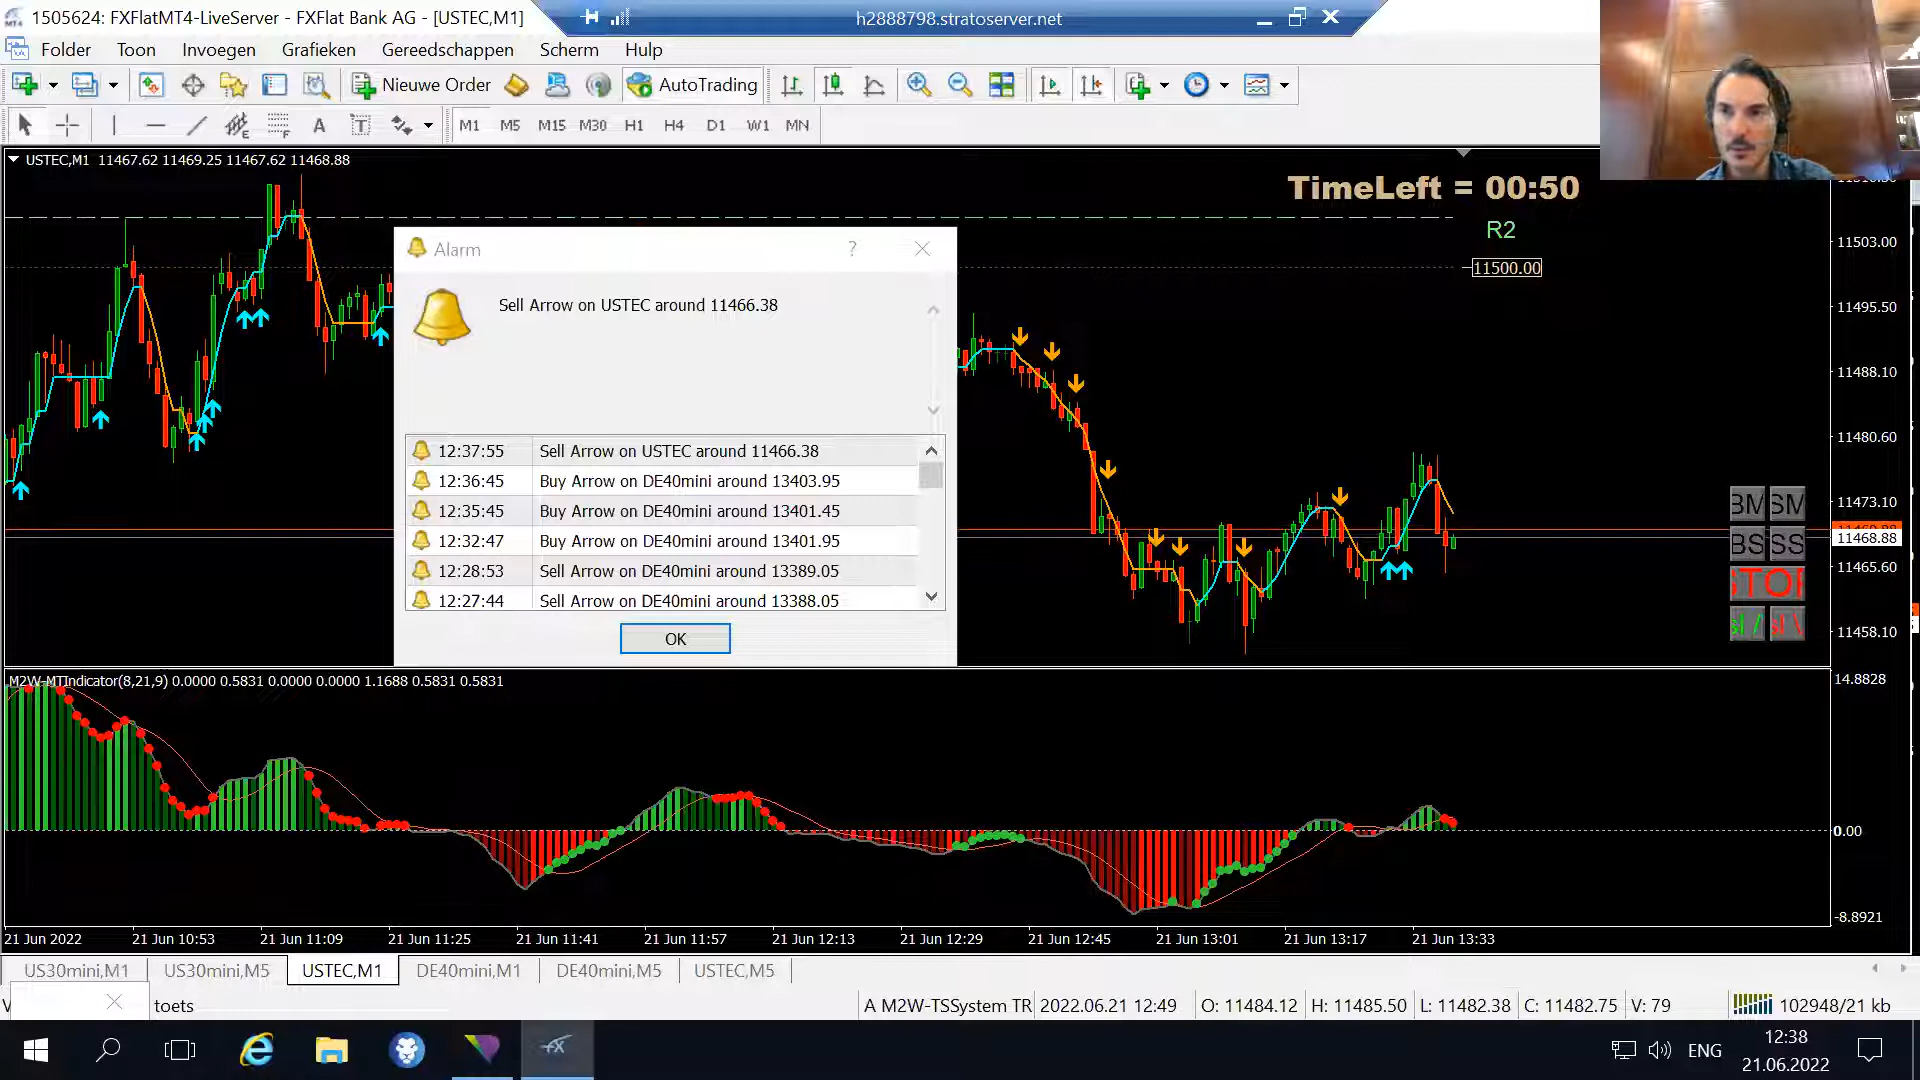 1505624: FXFlatMT4-LiveServer - FXFlat Bank AG - [USTEC,M1]
h2888798.stratoserver.net
Folder Toon Invoegen Grafieken Gereedschappen Scherm Hulp
Nieuwe Order AutoTrading
M1 M5 M15 M30 H1 H4 D1 W1 MN
USTEC,M1 11467.62 11469.25 11467.62 11468.88
TimeLeft = 00:50
R2
11500.00
Alarm
Sell Arrow on USTEC around 11466.38
12:37:55 Sell Arrow on USTEC around 11466.38
12:36:45 Buy Arrow on DE40mini around 13403.95
12:35:45 Buy Arrow on DE40mini around 13401.45
12:32:47 Buy Arrow on DE40mini around 13401.95
12:28:53 Sell Arrow on DE40mini around 13389.05
12:27:44 Sell Arrow on DE40mini around 13388.05
OK
11503.00
11495.50
11488.10
11480.60
11473.10
11468.88
11465.60
11458.10
BM SM
BS SS
M2W-MTIndicator(8,21,9) 0.0000 0.5831 0.0000 0.0000 1.1688 0.5831 0.5831
14.8828
0.00
-8.8921
21 Jun 2022 21 Jun 10:53 21 Jun 11:09 21 Jun 11:25 21 Jun 11:41 21 Jun 11:57 21 Jun 12:13 21 Jun 12:29 21 Jun 12:45 21 Jun 13:01 21 Jun 13:17 21 Jun 13:33
US30mini,M1 US30mini,M5 USTEC,M1 DE40mini,M1 DE40mini,M5 USTEC,M5
toets A M2W-TSSystem TR 2022.06.21 12:49 O: 11484.12 H: 11485.50 L: 11482.38 C: 11482.75 V: 79 102948/21 kb
ENG
12:38
21.06.2022